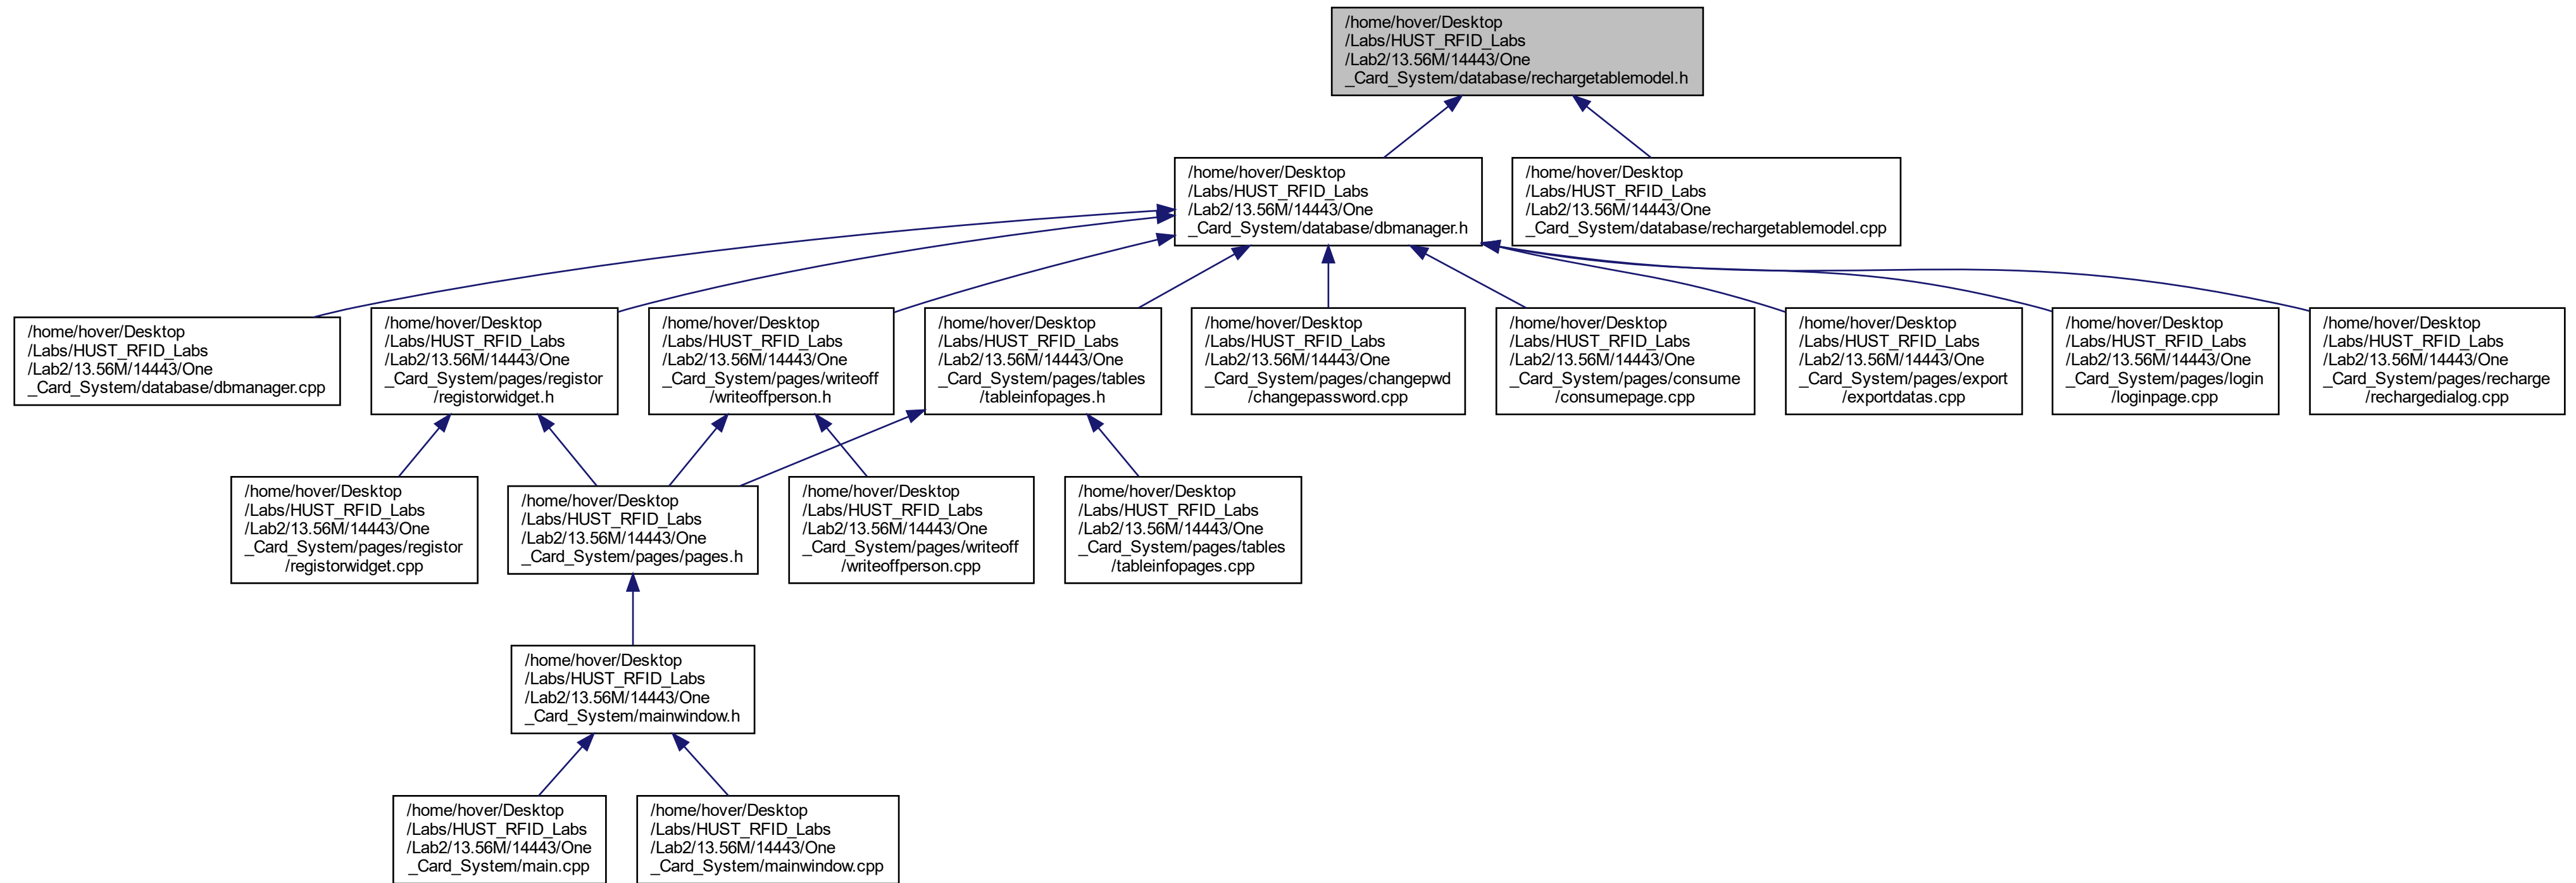 /home/hover/Desktop
/Labs/HUST_RFID_Labs
/Lab2/13.56M/14443/One
_Card_System/database/rechargetablemodel.h
/home/hover/Desktop
/Labs/HUST_RFID_Labs
/Lab2/13.56M/14443/One
_Card_System/database/dbmanager.h
/home/hover/Desktop
/Labs/HUST_RFID_Labs
/Lab2/13.56M/14443/One
_Card_System/database/rechargetablemodel.cpp
/home/hover/Desktop
/Labs/HUST_RFID_Labs
/Lab2/13.56M/14443/One
_Card_System/database/dbmanager.cpp
/home/hover/Desktop
/Labs/HUST_RFID_Labs
/Lab2/13.56M/14443/One
_Card_System/pages/registor
/registorwidget.h
/home/hover/Desktop
/Labs/HUST_RFID_Labs
/Lab2/13.56M/14443/One
_Card_System/pages/writeoff
/writeoffperson.h
/home/hover/Desktop
/Labs/HUST_RFID_Labs
/Lab2/13.56M/14443/One
_Card_System/pages/tables
/tableinfopages.h
/home/hover/Desktop
/Labs/HUST_RFID_Labs
/Lab2/13.56M/14443/One
_Card_System/pages/changepwd
/changepassword.cpp
/home/hover/Desktop
/Labs/HUST_RFID_Labs
/Lab2/13.56M/14443/One
_Card_System/pages/consume
/consumepage.cpp
/home/hover/Desktop
/Labs/HUST_RFID_Labs
/Lab2/13.56M/14443/One
_Card_System/pages/export
/exportdatas.cpp
/home/hover/Desktop
/Labs/HUST_RFID_Labs
/Lab2/13.56M/14443/One
_Card_System/pages/login
/loginpage.cpp
/home/hover/Desktop
/Labs/HUST_RFID_Labs
/Lab2/13.56M/14443/One
_Card_System/pages/recharge
/rechargedialog.cpp
/home/hover/Desktop
/Labs/HUST_RFID_Labs
/Lab2/13.56M/14443/One
_Card_System/pages/registor
/registorwidget.cpp
/home/hover/Desktop
/Labs/HUST_RFID_Labs
/Lab2/13.56M/14443/One
_Card_System/pages/pages.h
/home/hover/Desktop
/Labs/HUST_RFID_Labs
/Lab2/13.56M/14443/One
_Card_System/pages/writeoff
/writeoffperson.cpp
/home/hover/Desktop
/Labs/HUST_RFID_Labs
/Lab2/13.56M/14443/One
_Card_System/pages/tables
/tableinfopages.cpp
/home/hover/Desktop
/Labs/HUST_RFID_Labs
/Lab2/13.56M/14443/One
_Card_System/mainwindow.h
/home/hover/Desktop
/Labs/HUST_RFID_Labs
/Lab2/13.56M/14443/One
_Card_System/main.cpp
/home/hover/Desktop
/Labs/HUST_RFID_Labs
/Lab2/13.56M/14443/One
_Card_System/mainwindow.cpp